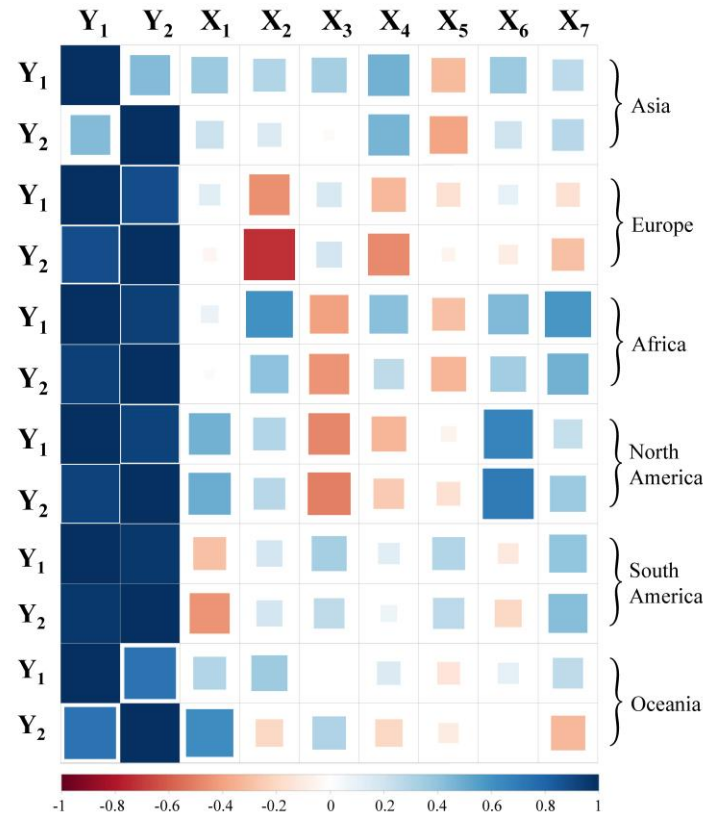 Y₁ Y₂ X₁ X₂ X₃ X₄ X₅ X₆ X₇
Y₁
Y₂
Asia
Y₁
Y₂
Europe
Y₁
Y₂
Africa
Y₁
Y₂
North
America
Y₁
Y₂
South
America
Y₁
Y₂
Oceania
-1 -0.8 -0.6 -0.4 -0.2 0 0.2 0.4 0.6 0.8 1